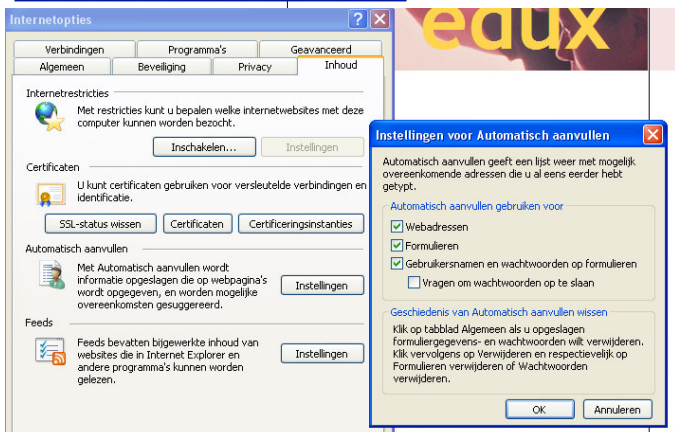 Internetopties
Verbindingen Programma's Geavanceerd
Algemeen Beveiliging Privacy Inhoud
Internetrestricties
Met restricties kunt u bepalen welke internetwebsites met deze
computer kunnen worden bezocht.
Inschakelen... Instellingen
Certificaten
U kunt certificaten gebruiken voor versleutelde verbindingen en
identificatie.
SSL-status wissen Certificaten Certificeringsinstanties
Automatisch aanvullen
Met Automatisch aanvullen wordt
informatie opgeslagen die op webpagina's
wordt opgegeven, en worden mogelijke
overeenkomsten gesuggereerd.
Instellingen
Feeds
Feeds bevatten bijgewerkte inhoud van
websites die in Internet Explorer en
andere programma's kunnen worden
gelezen.
Instellingen
edux
Instellingen voor Automatisch aanvullen
Automatisch aanvullen geeft een lijst weer met mogelijk
overeenkomende adressen die u al eens eerder hebt
getypt.
Automatisch aanvullen gebruiken voor
Webadressen
Formulieren
Gebruikersnamen en wachtwoorden op formulieren
Vragen om wachtwoorden op te slaan
Geschiedenis van Automatisch aanvullen wissen
Klik op tabblad Algemeen als u opgeslagen
formuliergegevens- en wachtwoorden wilt verwijderen.
Klik vervolgens op Verwijderen en respectievelijk op
Formulieren verwijderen of Wachtwoorden
verwijderen.
OK Annuleren